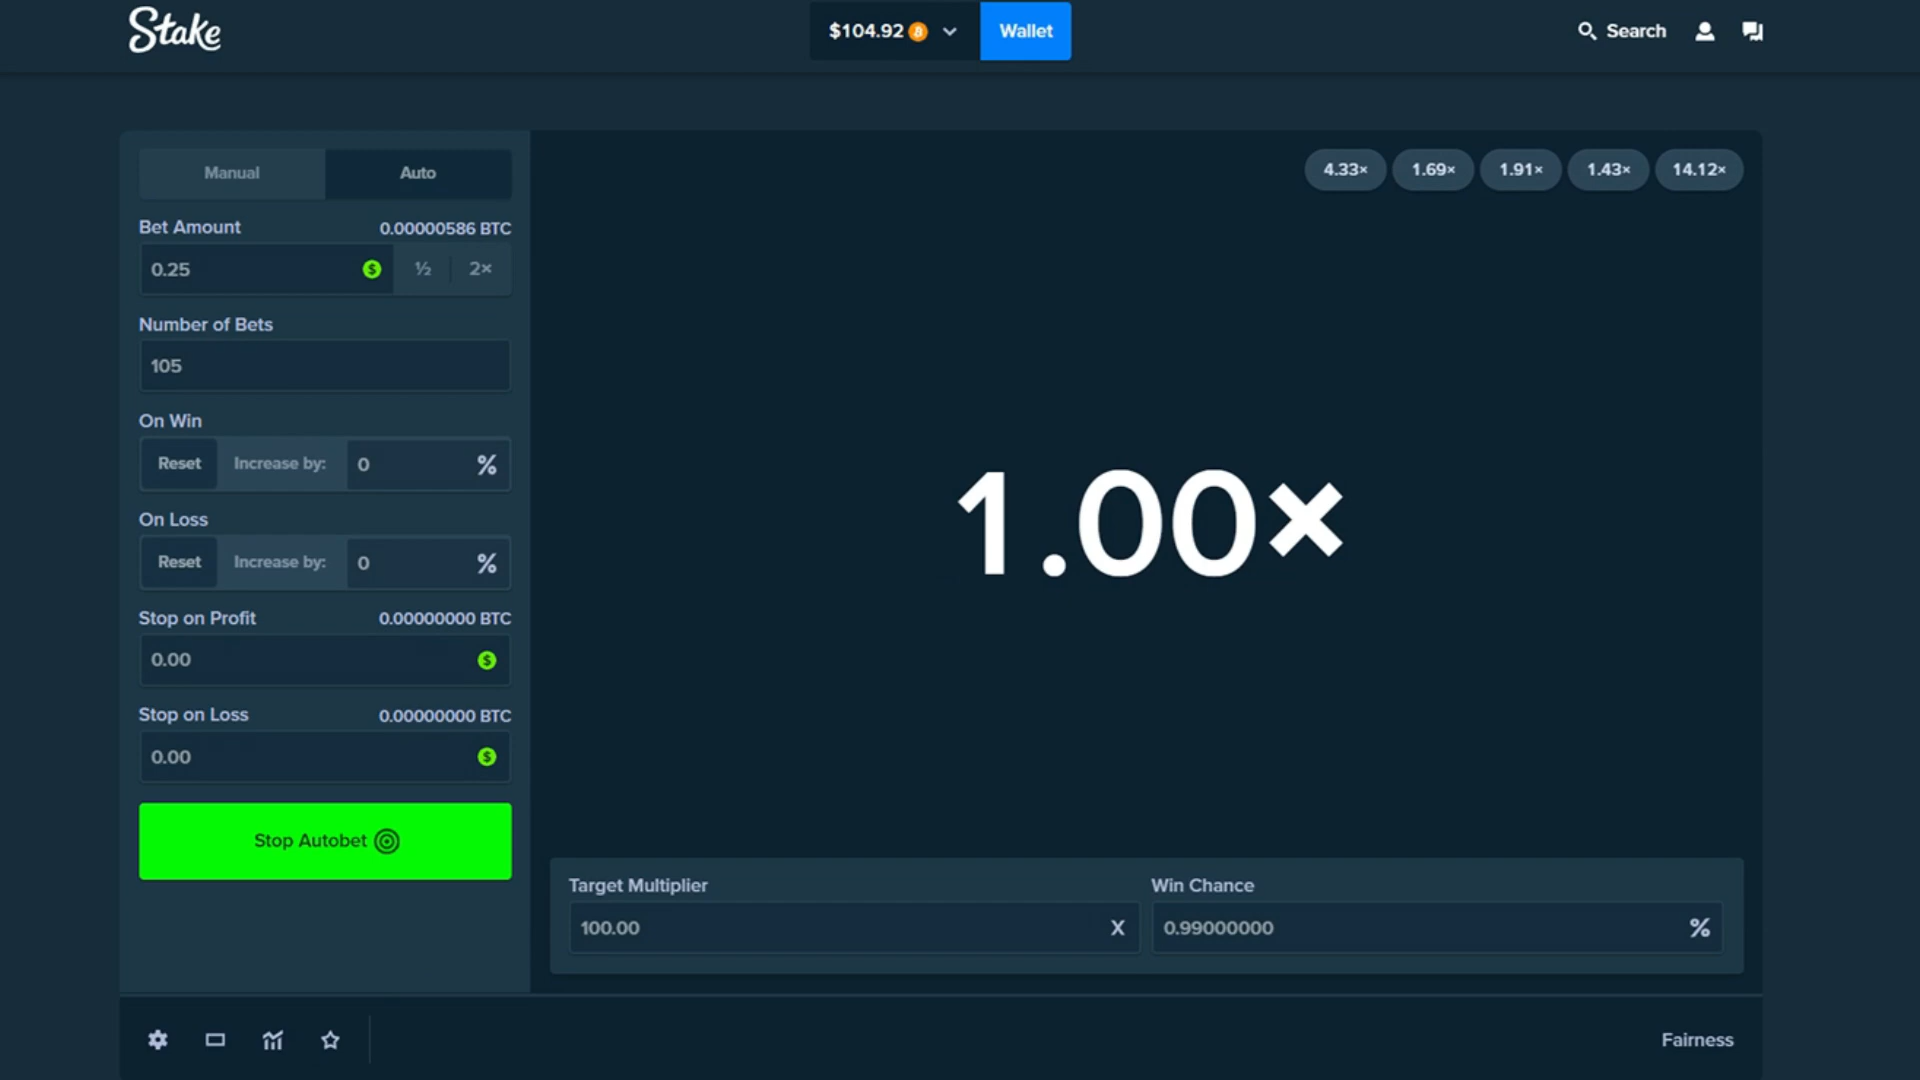 Stake
$104.92
Wallet
Search
Manual
Auto
4.33×
1.69×
1.91×
1.43×
14.12×
Bet Amount
0.00000586 BTC
0.25
½
2×
Number of Bets
105
On Win
Reset
Increase by:
0
%
On Loss
Reset
Increase by:
0
%
Stop on Profit
0.00000000 BTC
0.00
Stop on Loss
0.00000000 BTC
0.00
Stop Autobet
1.00×
Target Multiplier
100.00
X
Win Chance
0.99000000
%
Fairness